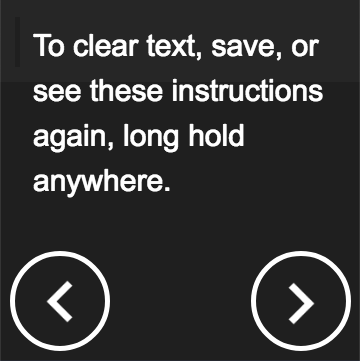 To clear text, save, or
see these instructions
again, long hold
anywhere.